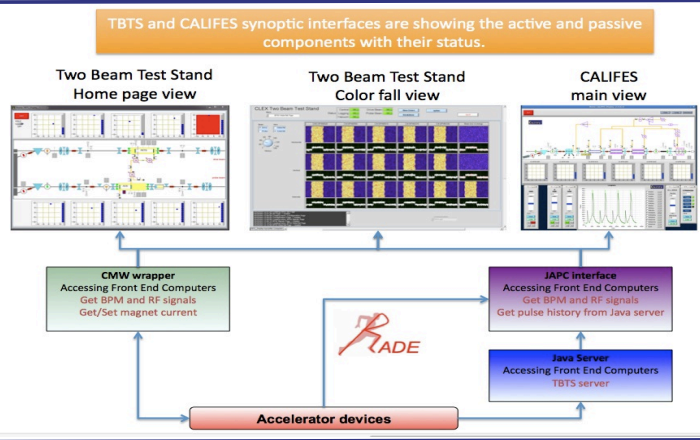 TBTS and CALIFES synoptic interfaces are showing the active and passive
components with their status.
Two Beam Test Stand
Home page view
Two Beam Test Stand
Color fall view
CALIFES
main view
CLEX Two Beam Test Stand
CMW wrapper
Accessing Front End Computers
Get BPM and RF signals
Get/Set magnet current
JAPC interface
Accessing Front End Computers
Get BPM and RF signals
Get pulse history from Java server
RADE
Java Server
Accessing Front End Computers
TBTS server
Accelerator devices